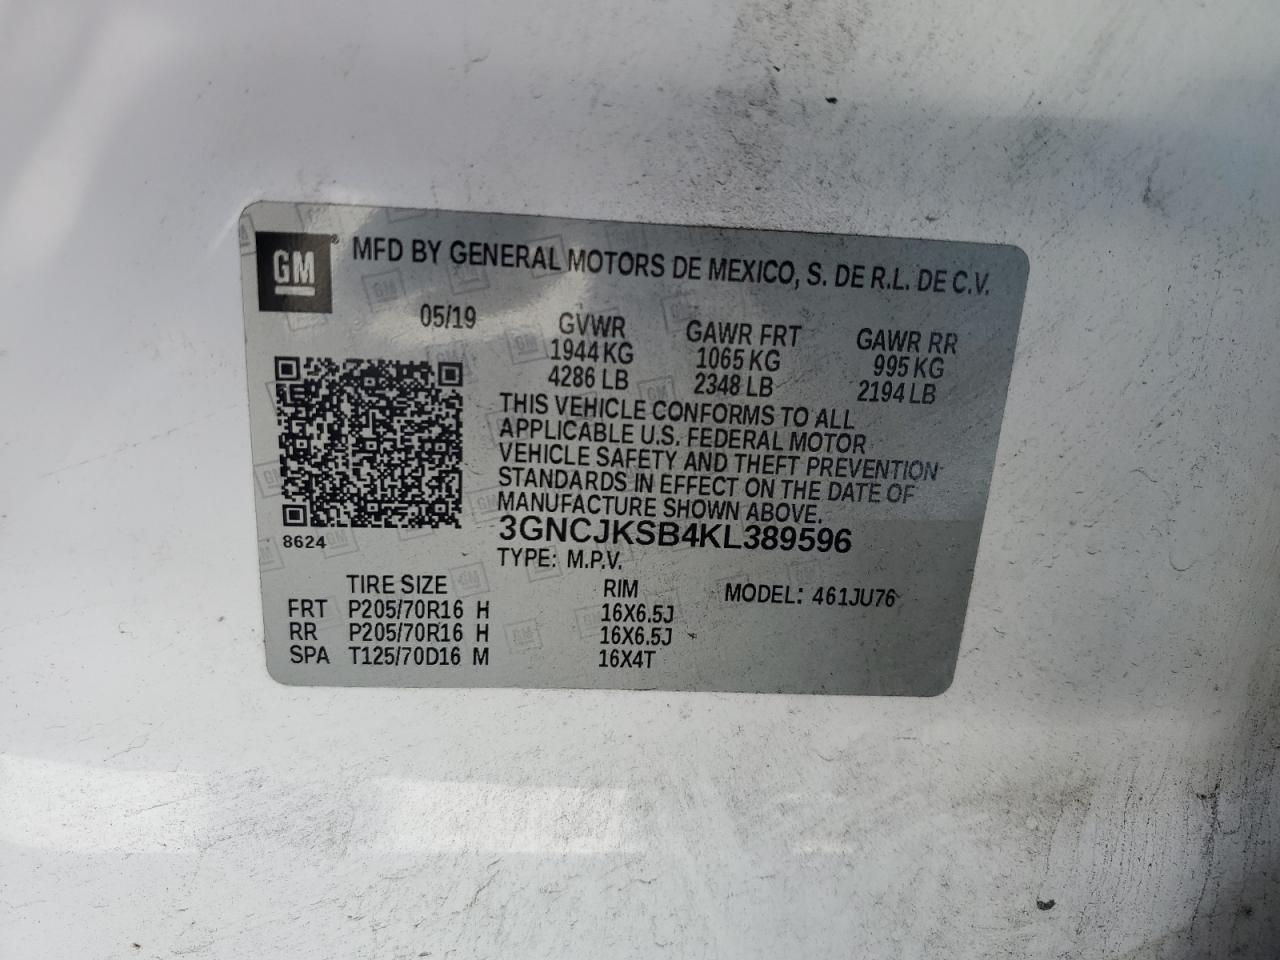 GM ® MFD BY GENERAL MOTORS DE MEXICO, S. DE R.L. DE C.V.
05/19 GVWR GAWR FRT GAWR RR
1944 KG 1065 KG 995 KG
4286 LB 2348 LB 2194 LB
THIS VEHICLE CONFORMS TO ALL
APPLICABLE U.S. FEDERAL MOTOR
VEHICLE SAFETY AND THEFT PREVENTION
STANDARDS IN EFFECT ON THE DATE OF
MANUFACTURE SHOWN ABOVE.
8624 3GNCJKSB4KL389596
TYPE: M.P.V.
TIRE SIZE RIM MODEL: 461JU76
FRT P205/70R16 H 16X6.5J
RR P205/70R16 H 16X6.5J
SPA T125/70D16 M 16X4T